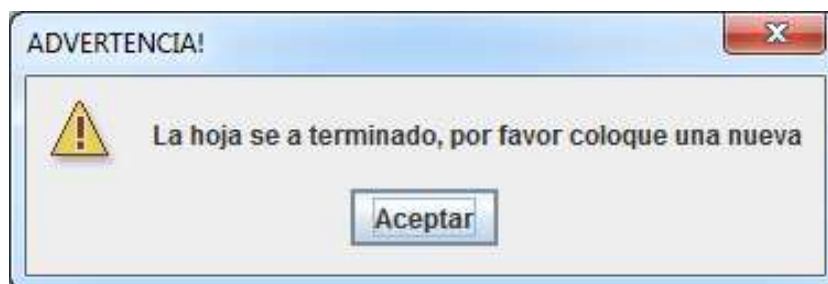 ADVERTENCIA!
La hoja se a terminado, por favor coloque una nueva
Aceptar